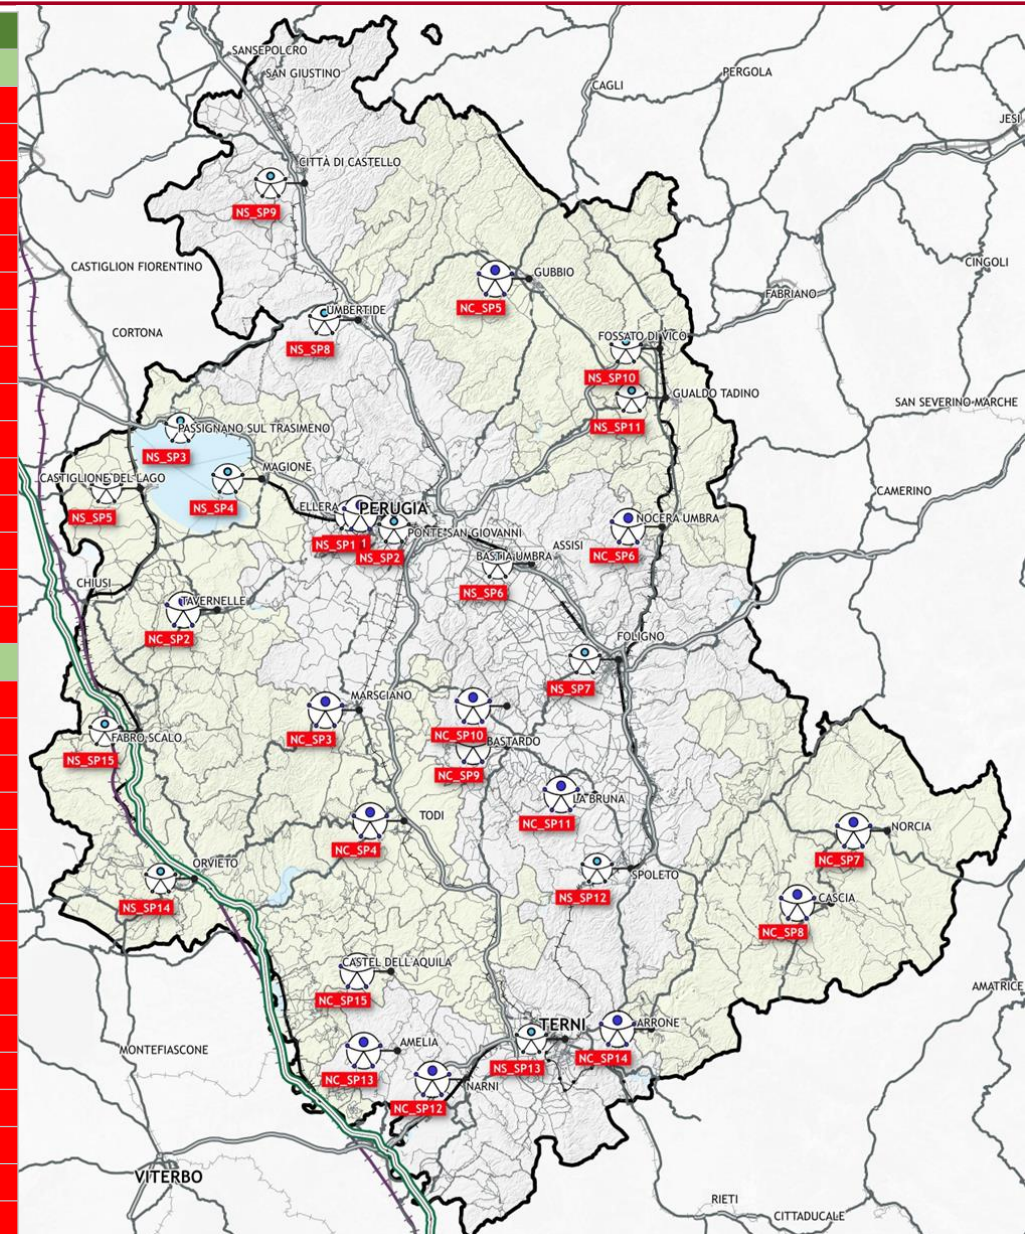 SANSEPOLCRO
SAN GIUSTINO
PERGOLA
CAGLI
JESI
CITTÀ DI CASTELLO
NS_SP9
CASTIGLION FIORENTINO
CINGOLI
GUBBIO
FABRIANO
NC_SP5
UMBERTIDE
CORTONA
FOSSATO DI VICO
NS_SP8
NS_SP10
GUALDO TADINO
SAN SEVERINO MARCHE
PASSIGNANO SUL TRASIMENO
NS_SP11
NS_SP3
MAGIONE
CASTIGLIONE DEL LAGO
CAMERINO
NS_SP4
ELLERA
PERUGIA
NS_SP5
NOCERA UMBRA
PONTE SAN GIOVANNI
NS_SP1 1
NS_SP2
ASSISI
BASTIA UMBRA
NC_SP6
CHIUSI
NS_SP6
TAVERNELLE
NC_SP2
FOLIGNO
NS_SP7
MARSCIANO
NC_SP3
NC_SP10
FABRO SCALO
BASTARDO
NS_SP15
NC_SP9
LA BRUNA
TODI
NC_SP11
NORCIA
NC_SP4
NC_SP7
ORVIETO
SPOLETO
NS_SP12
CASCIA
NS_SP14
NC_SP8
CASTEL DELL'AQUILA
AMATRICE
NC_SP15
TERNI
ARRONE
AMELIA
MONTEFIASCONE
NC_SP14
NS_SP13
NC_SP13
NARNI
NC_SP12
VITERBO
RIETI
CITTADUCALE